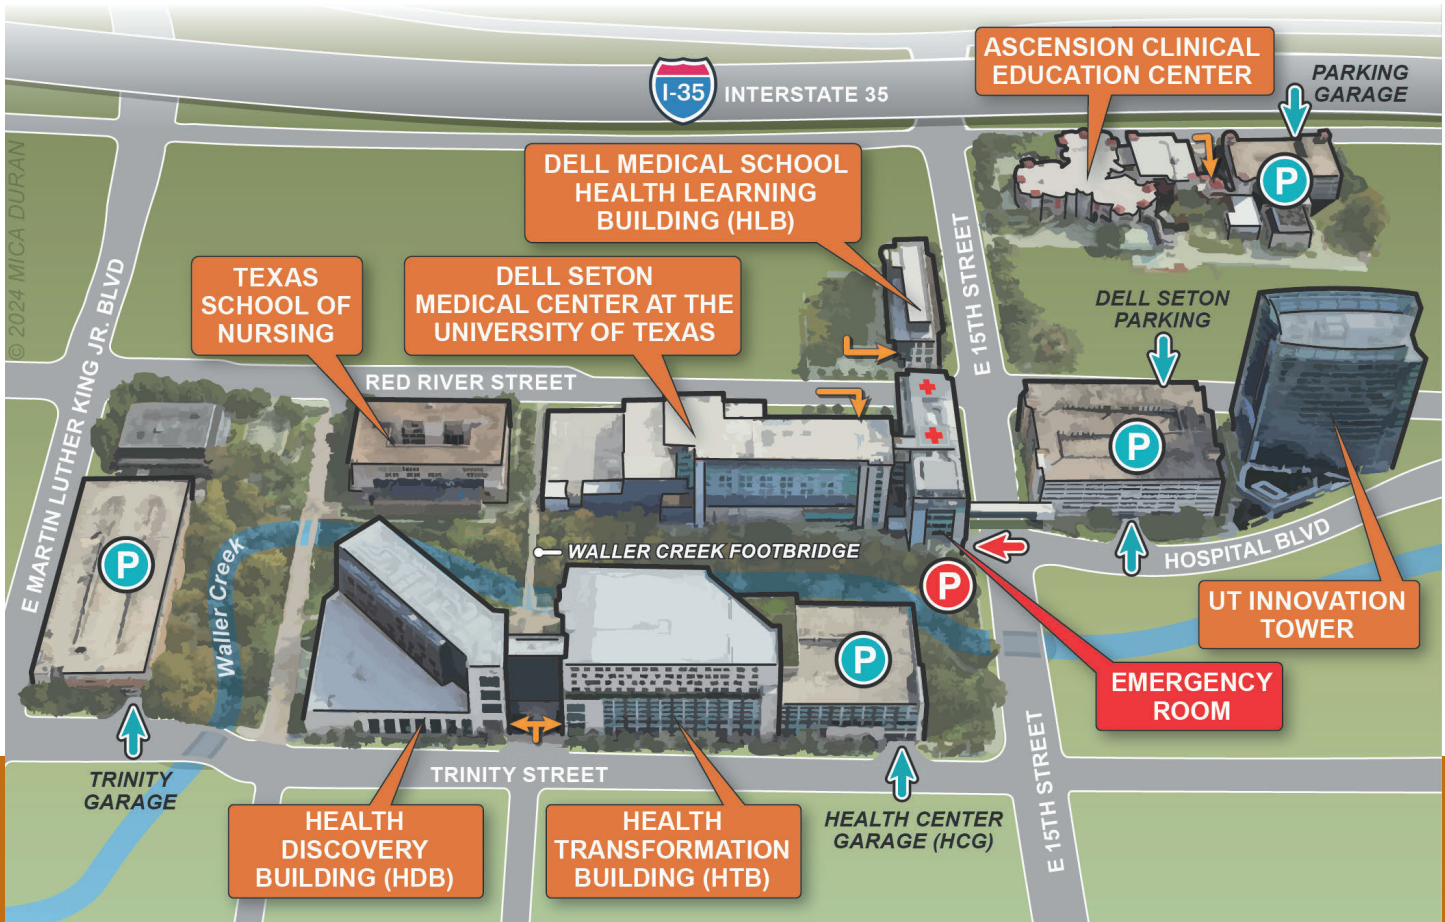 ASCENSION CLINICAL
EDUCATION CENTER
PARKING
GARAGE
I-35
INTERSTATE 35
© 2024 MICA DURAN
DELL MEDICAL SCHOOL
HEALTH LEARNING
BUILDING (HLB)
P
E 15TH STREET
TEXAS
SCHOOL OF
NURSING
DELL SETON
MEDICAL CENTER AT THE
UNIVERSITY OF TEXAS
DELL SETON
PARKING
E MARTIN LUTHER KING JR. BLVD
RED RIVER STREET
P
P
Waller Creek
WALLER CREEK FOOTBRIDGE
HOSPITAL BLVD
P
UT INNOVATION
TOWER
P
EMERGENCY
ROOM
TRINITY
GARAGE
TRINITY STREET
E 15TH STREET
HEALTH
DISCOVERY
BUILDING (HDB)
HEALTH
TRANSFORMATION
BUILDING (HTB)
HEALTH CENTER
GARAGE (HCG)